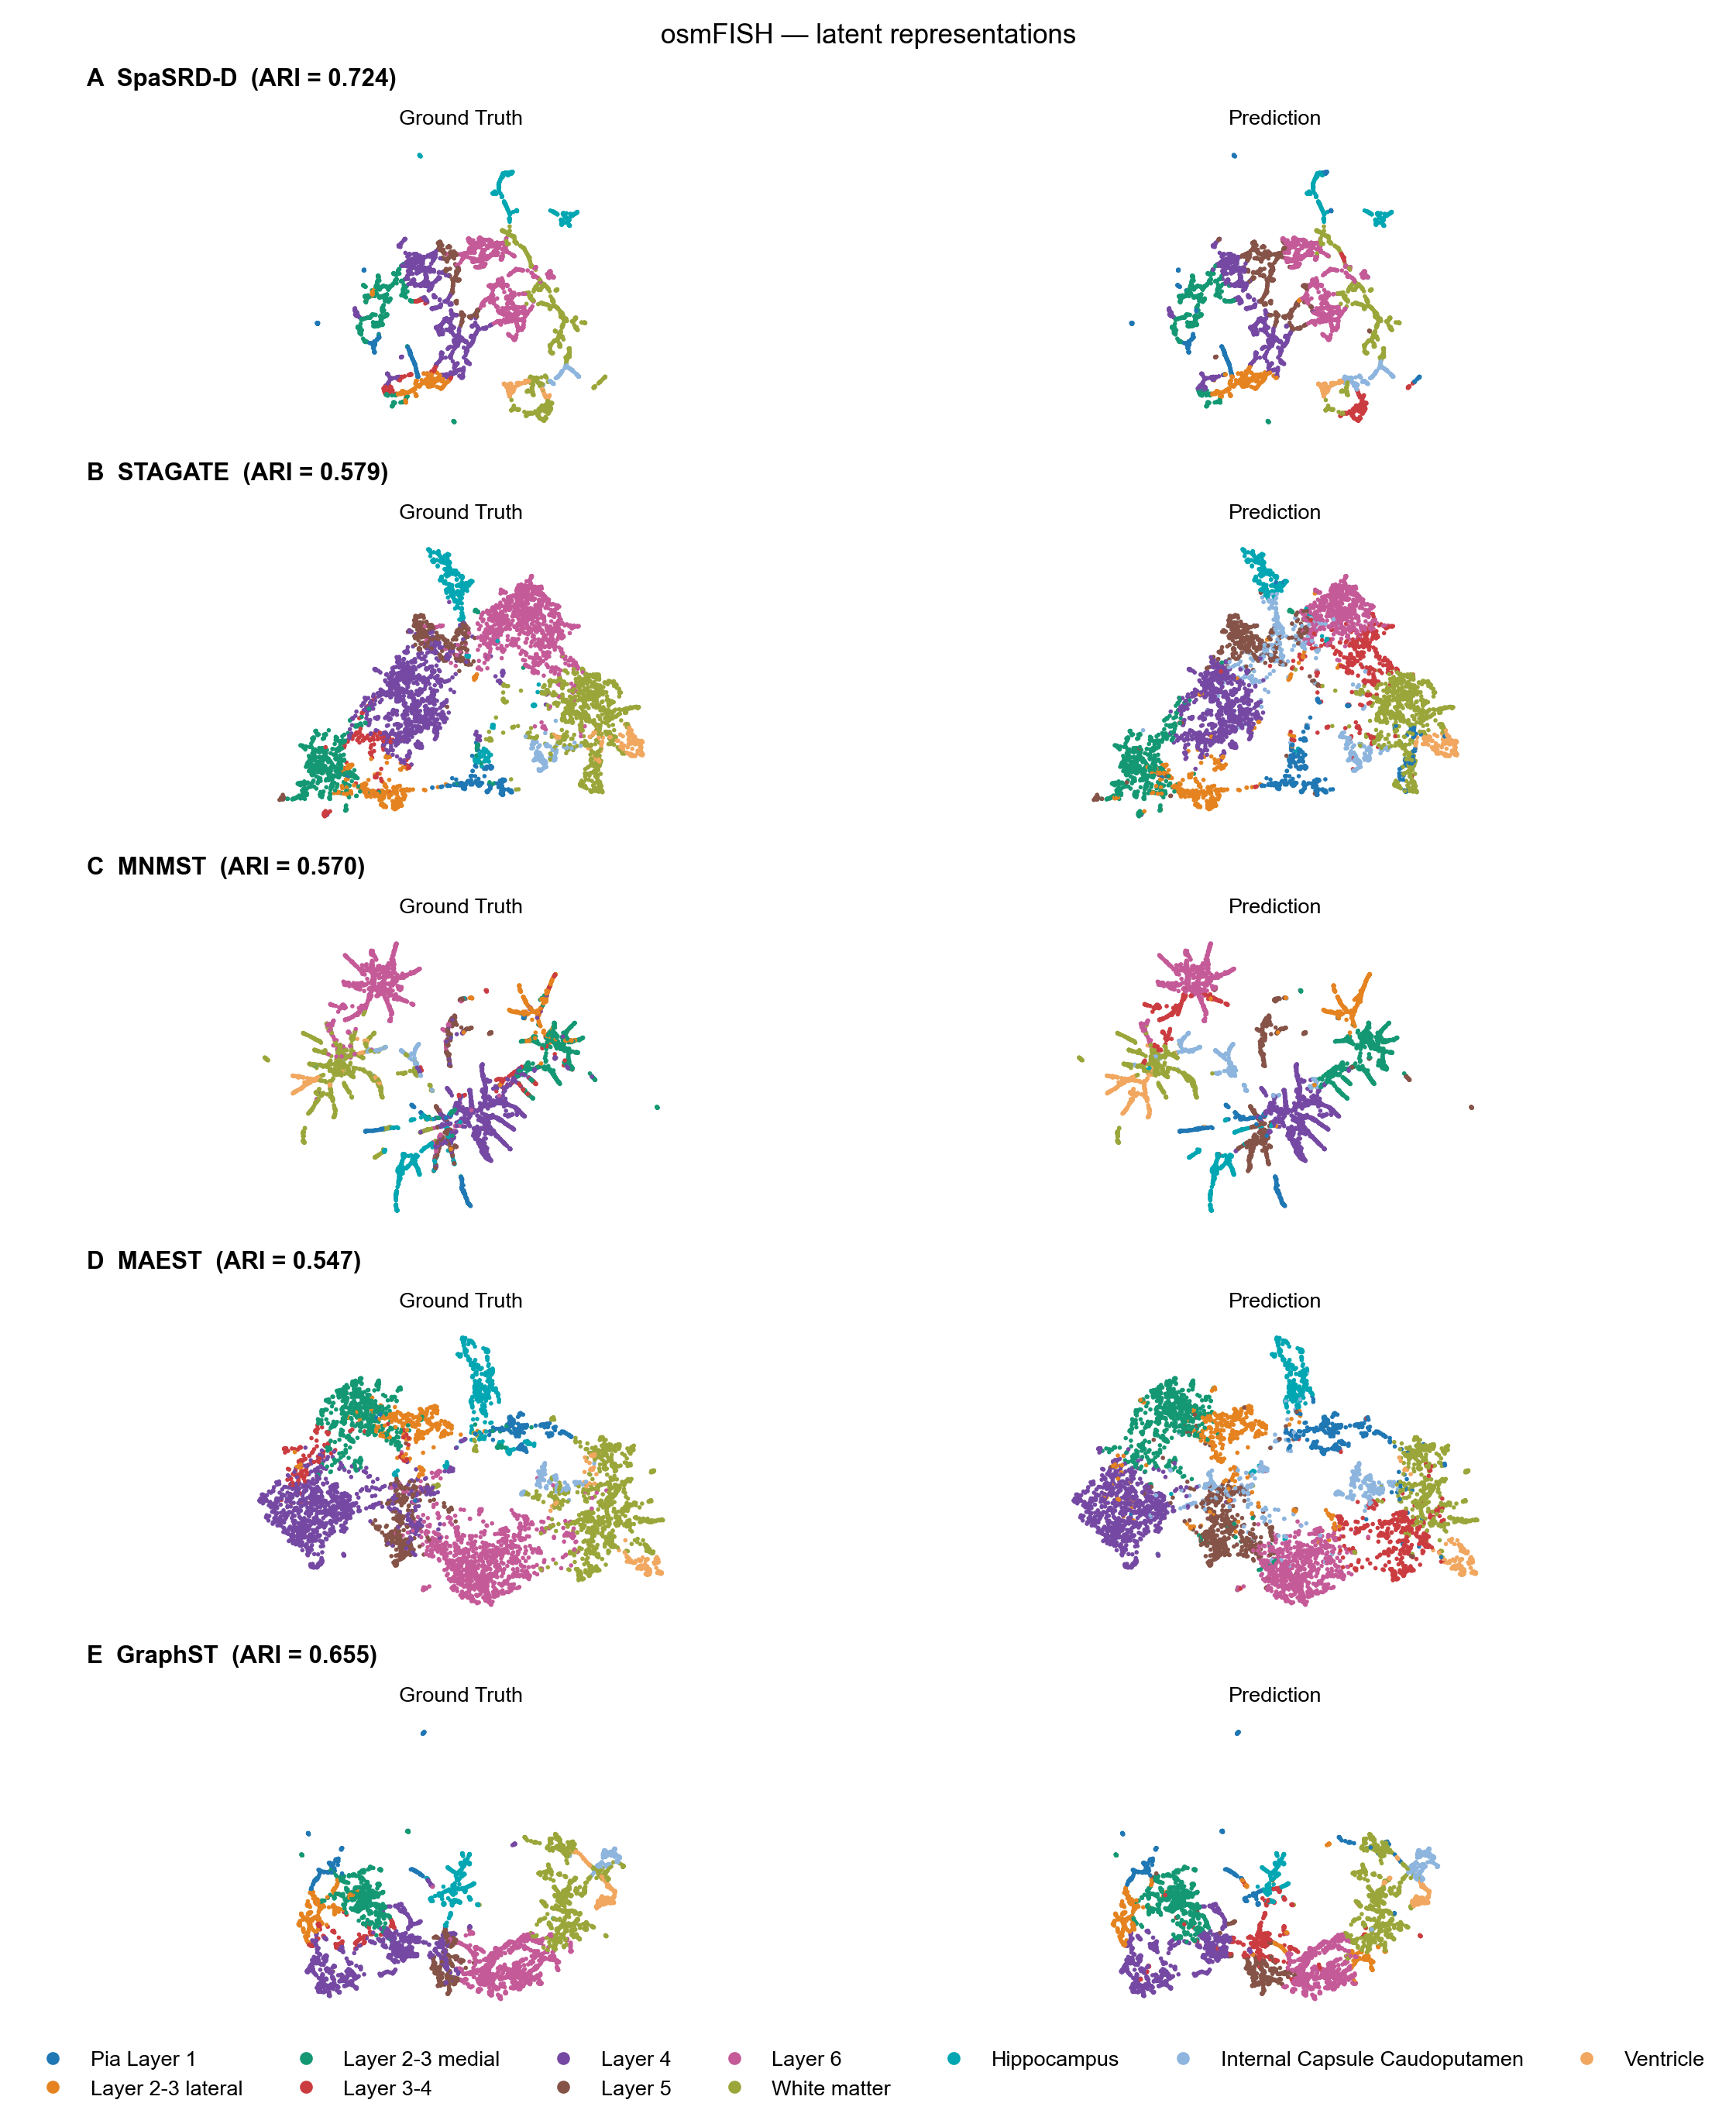 osmFISH — latent representations
A SpaSRD-D (ARI = 0.724)
Ground Truth
Prediction
B STAGATE (ARI = 0.579)
Ground Truth
Prediction
C MNMST (ARI = 0.570)
Ground Truth
Prediction
D MAEST (ARI = 0.547)
Ground Truth
Prediction
E GraphST (ARI = 0.655)
Ground Truth
Prediction
Pia Layer 1
Layer 2-3 lateral
Layer 2-3 medial
Layer 3-4
Layer 4
Layer 5
Layer 6
White matter
Hippocampus
Internal Capsule Caudoputamen
Ventricle